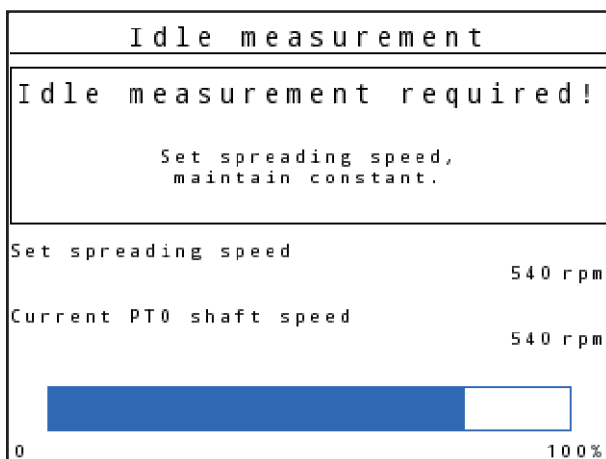 Idle measurement
Idle measurement required!
Set spreading speed,
maintain constant.
Set spreading speed
540 rpm
Current PTO shaft speed
540 rpm
0 100%